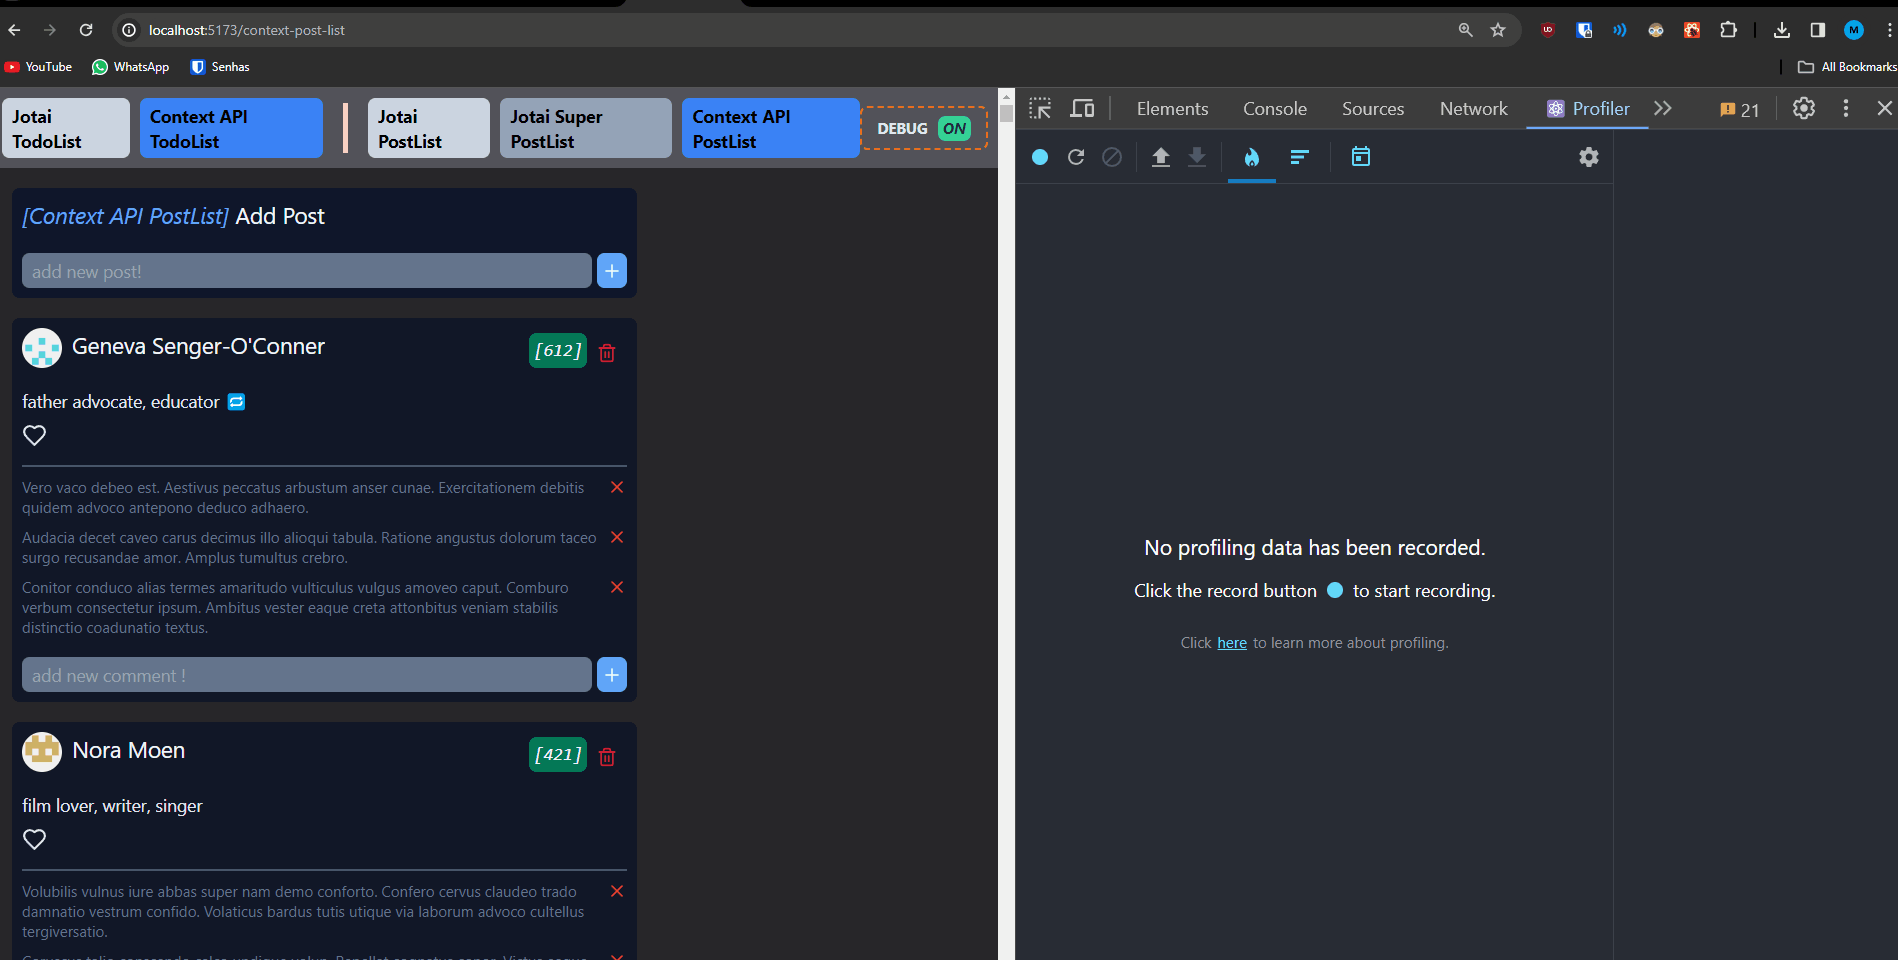 localhost:5173/context-post-list
YouTube
WhatsApp
Senhas
All Bookmarks
Jotai
TodoList
Context API
TodoList
Jotai
PostList
Jotai Super
PostList
Context API
PostList
DEBUG ON
[Context API PostList] Add Post
add new post!
Geneva Senger-O'Conner
[612]
father advocate, educator
Vero vaco debeo est. Aestivus peccatus arbustum anser cunae. Exercitationem debitis
quidem advoco antepono deduco adhaero.
Audacia decet caveo carus decimus illo alioqui tabula. Ratione angustus dolorum taceo
surgo recusandae amor. Amplus tumultus crebro.
Conitor conduco alias termes amaritudo vulticulus vulgus amoveo caput. Comburo
verbum consectetur ipsum. Ambitus vester eaque creta attonbitus veniam stabilis
distinctio coadunatio textus.
add new comment !
Nora Moen
[421]
film lover, writer, singer
Volubilis vulnus iure abbas super nam demo conforto. Confero cervus claudeo trado
damnatio vestrum confido. Volaticus bardus tutis utique via laborum advoco cultellus
tergiversatio.
Elements
Console
Sources
Network
Profiler
21
M
No profiling data has been recorded.
Click the record button to start recording.
Click here to learn more about profiling.